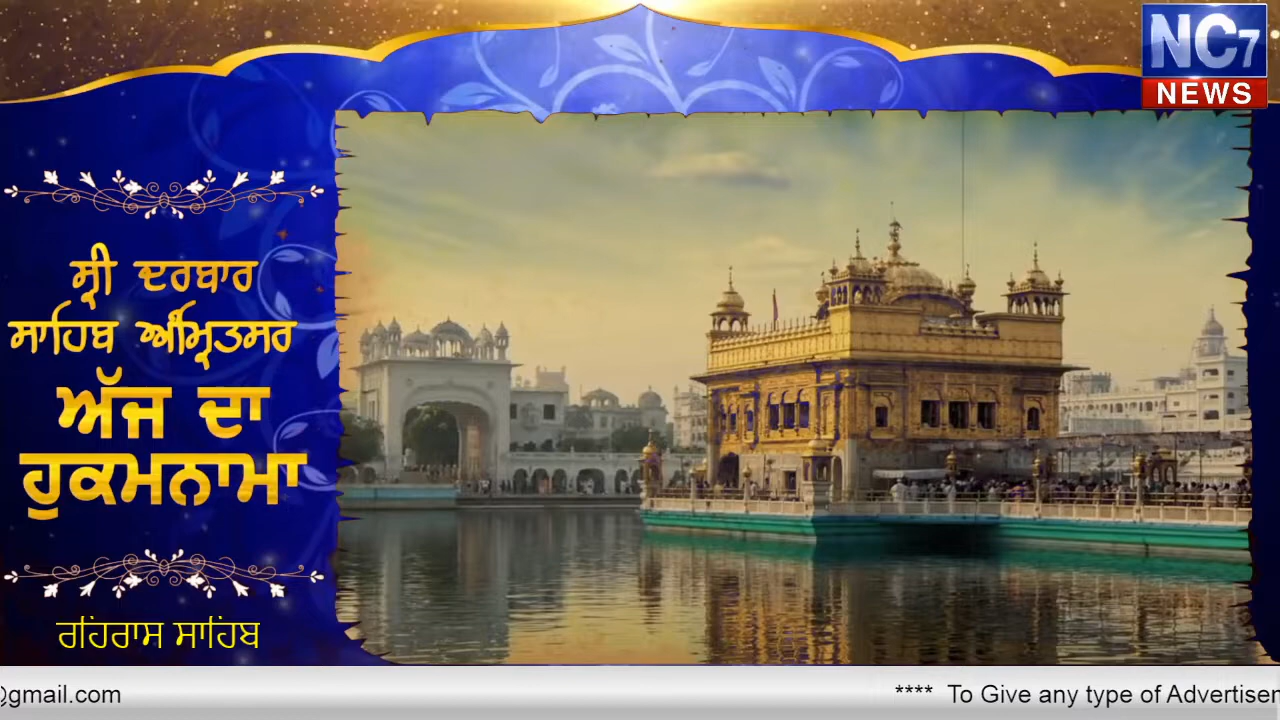 NC7
NEWS
ਸ੍ਰੀ ਦਰਬਾਰ
ਸਾਹਿਬ ਅੰਮ੍ਰਿਤਸਰ
ਅੱਜ ਦਾ
ਹੁਕਮਨਾਮਾ
ਰਹਿਰਾਸ ਸਾਹਿਬ
@gmail.com **** To Give any type of Advertiser